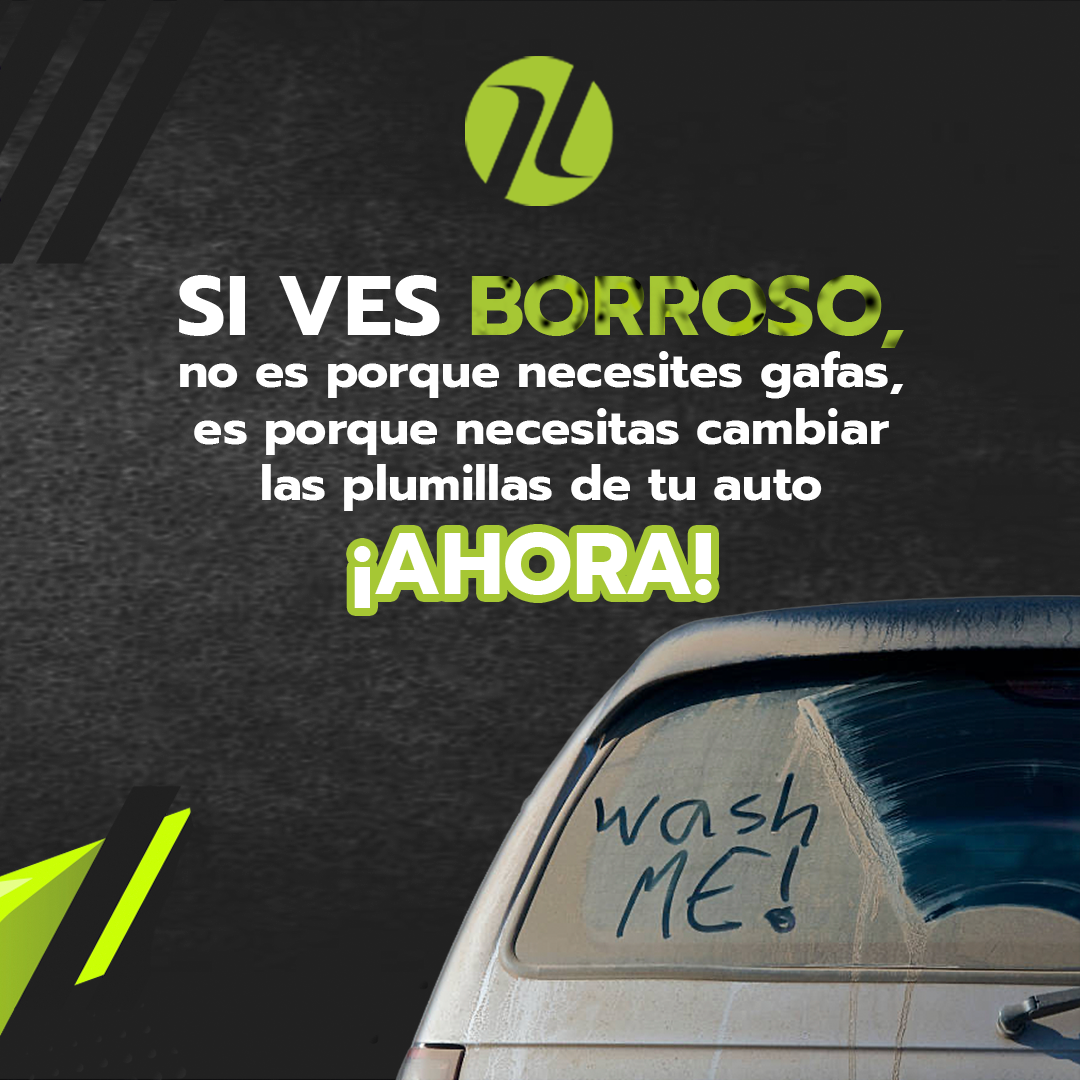 SI VES BORROSO,
no es porque necesites gafas,
es porque necesitas cambiar
las plumillas de tu auto
¡AHORA!
wash
ME!